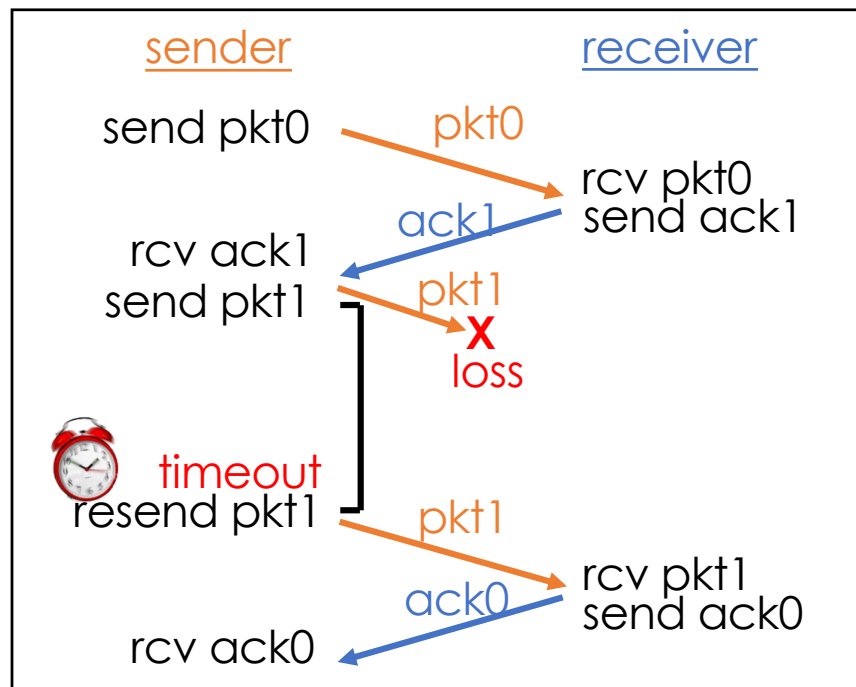 sender
receiver
send pkt0
pkt0
rcv pkt0
send ack1
ack1
rcv ack1
send pkt1
pkt1
X
loss
timeout
resend pkt1
pkt1
rcv pkt1
send ack0
ack0
rcv ack0